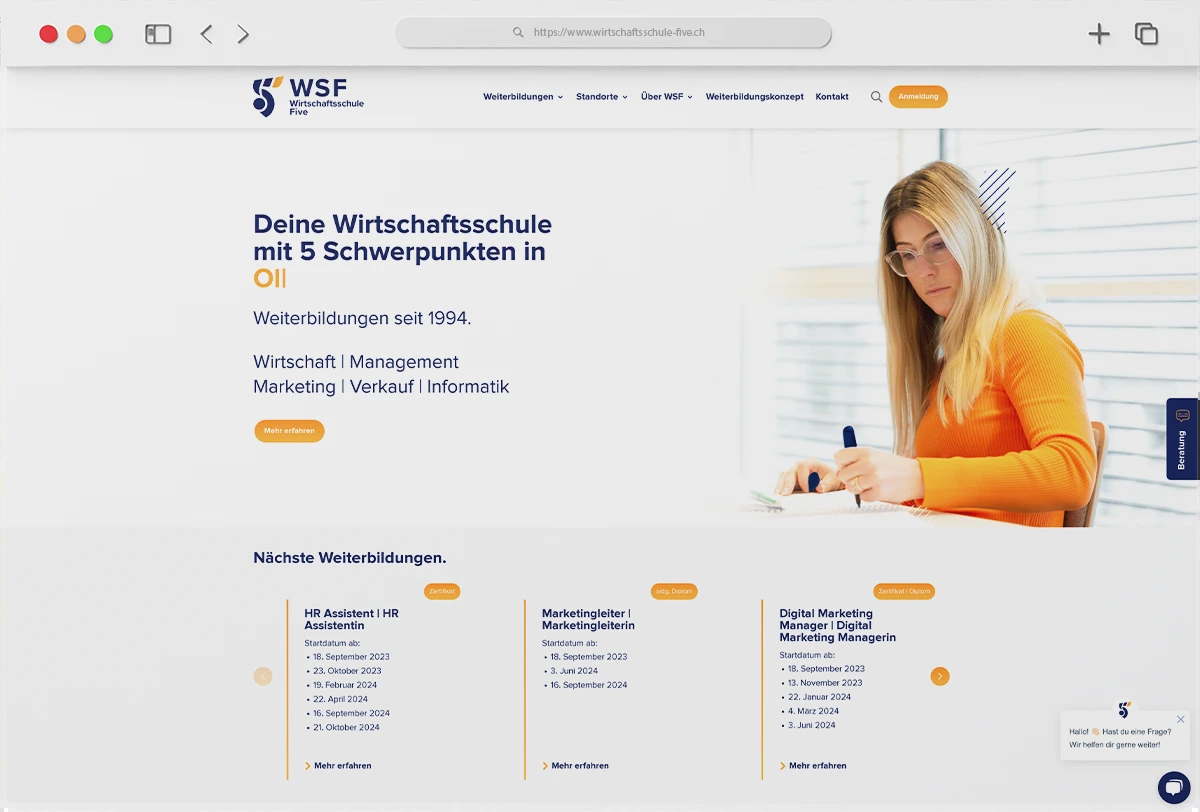 https://www.wirtschaftsschule-five.ch
WSF
Wirtschaftsschule
Five
Weiterbildungen
Standorte
Über WSF
Weiterbildungskonzept
Kontakt
Anmeldung
Deine Wirtschaftsschule
mit 5 Schwerpunkten in
Oll
Weiterbildungen seit 1994.
Wirtschaft | Management
Marketing | Verkauf | Informatik
Mehr erfahren
Beratung
Nächste Weiterbildungen.
Zertifikat
HR Assistent | HR
Assistentin
Startdatum ab:
• 18. September 2023
• 23. Oktober 2023
• 19. Februar 2024
• 22. April 2024
• 16. September 2024
• 21. Oktober 2024
Mehr erfahren
eidg. Diplom
Marketingleiter |
Marketingleiterin
Startdatum ab:
• 18. September 2023
• 3. Juni 2024
• 16. September 2024
Mehr erfahren
Zertifikat | Diplom
Digital Marketing
Manager | Digital
Marketing Managerin
Startdatum ab:
• 18. September 2023
• 13. November 2023
• 22. Januar 2024
• 4. März 2024
• 3. Juni 2024
Mehr erfahren
Hallo! 👋🏼 Hast du eine Frage?
Wir helfen dir gerne weiter!